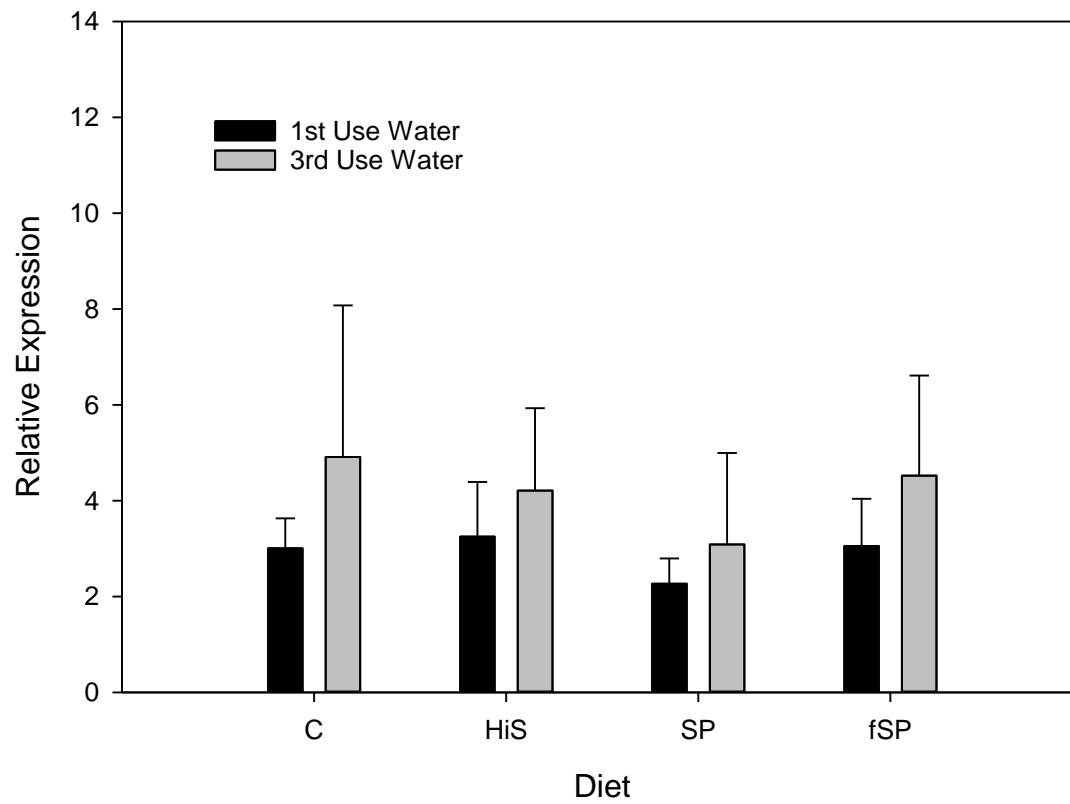 14
12
10
8
6
4
2
0
Relative Expression
1st Use Water
3rd Use Water
C HiS SP fSP
Diet